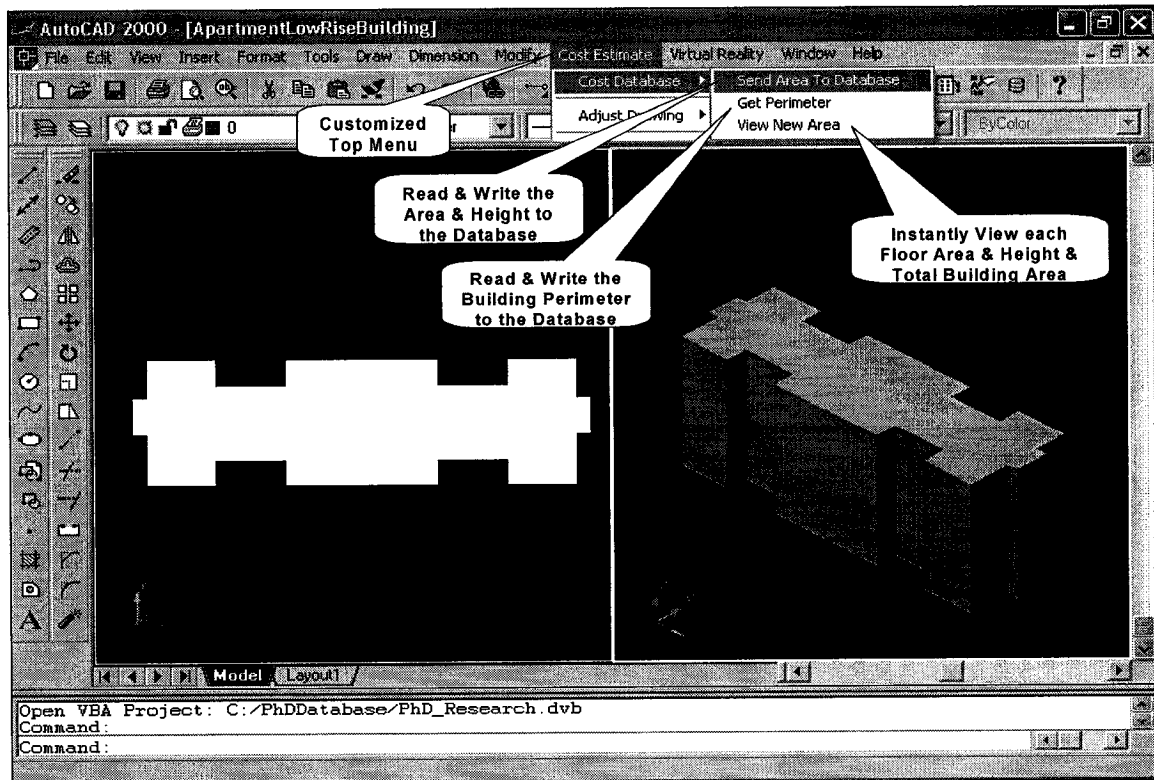 AutoCAD 2000 - [ApartmentLowRiseBuilding]
File Edit View Insert Format Tools Draw Dimension Modify Cost Estimate Virtual Reality Window Help
Cost Database
Send Area To Database
Get Perimeter
View New Area
Adjust Drawing
0
ByColor
Customized
Top Menu
Read & Write the
Area & Height to
the Database
Read & Write the
Building Perimeter
to the Database
Instantly View each
Floor Area & Height &
Total Building Area
A
Model
Layout1
Open VBA Project: C:/PhDDatabase/PhD_Research.dvb
Command:
Command: